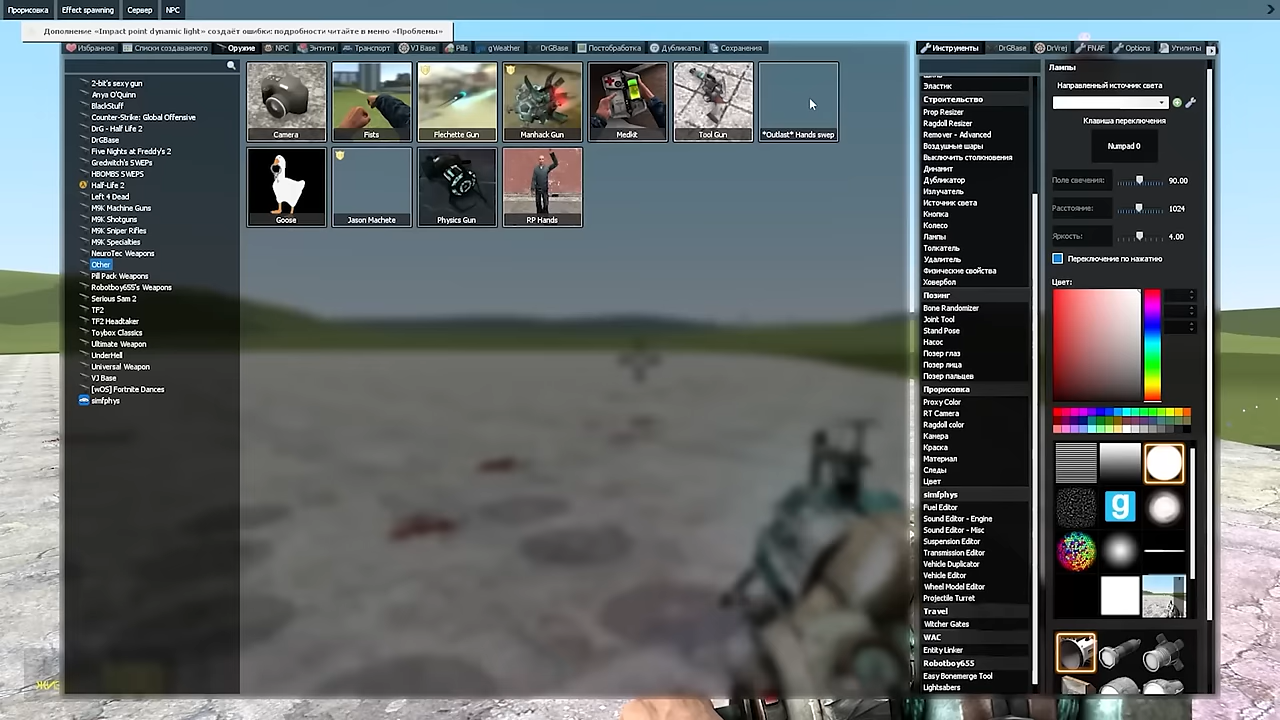 Прорисовка
Effect spawning
Сервер
NPC
Дополнение «Impact point dynamic light» создаёт ошибки: подробности читайте в меню «Проблемы»
Избранное
Списки создаваемого
Оружие
NPC
Энтити
Транспорт
VJ Base
Pills
gWeather
DrGBase
Постобработка
Дубликаты
Сохранения
2-bit's sexy gun
Anya O'Quinn
BlackStuff
Counter-Strike: Global Offensive
DrG - Half Life 2
DrGBase
Five Nights at Freddy's 2
Gredwitch's SWEPs
HBOMBS SWEPS
Half-Life 2
Left 4 Dead
M9K Machine Guns
M9K Shotguns
M9K Sniper Rifles
M9K Specialties
NeuroTec Weapons
Other
Pill Pack Weapons
Robotboy655's Weapons
Serious Sam 2
TF2
TF2 Headtaker
Toybox Classics
Ultimate Weapon
UnderHell
Universal Weapon
VJ Base
[wOS] Fortnite Dances
simfphys
Camera
Fists
Flechette Gun
Manhack Gun
Medkit
Tool Gun
*Outlast* Hands swep
Goose
Jason Machete
Physics Gun
RP Hands
Инструменты
DrGBase
DrVrej
FNAF
Options
Утилиты
Эластик
Строительство
Prop Resizer
Ragdoll Resizer
Remover - Advanced
Воздушные шары
Выключить столкновения
Динамит
Дубликатор
Излучатель
Источник света
Кнопка
Колесо
Лампы
Толкатель
Удалитель
Физические свойства
Ховербол
Позинг
Bone Randomizer
Joint Tool
Stand Pose
Насос
Позер глаз
Позер лица
Позер пальцев
Прорисовка
Proxy Color
RT Camera
Ragdoll color
Камера
Краска
Материал
Следы
Цвет
simfphys
Fuel Editor
Sound Editor - Engine
Sound Editor - Misc
Suspension Editor
Transmission Editor
Vehicle Duplicator
Vehicle Editor
Wheel Model Editor
Projectile Turret
Travel
Witcher Gates
WAC
Entity Linker
Robotboy655
Easy Bonemerge Tool
Lightsabers
Лампы
Направленный источник света
Клавиша переключения
Numpad 0
Поле свечения:
90.00
Расстояние:
1024
Яркость:
4.00
Переключение по нажатию
Цвет:
g